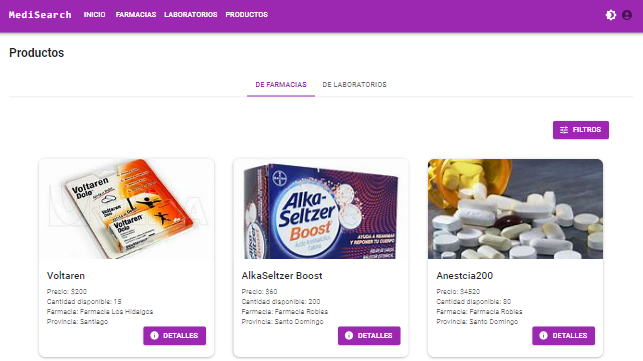 MediSearch INICIO FARMACIAS LABORATORIOS PRODUCTOS
Productos
DE FARMACIAS DE LABORATORIOS
FILTROS
Voltaren
Dolo
Voltaren
Dolo
Voltaren
Dolo
BAYER
Alka-
Seltzer
Boost
Ácido Acetilsalicílico,
Cafeína
AYUDA A REANIMAR
Y REPONER TU CUERPO
Voltaren
Precio: $200
Cantidad disponible: 15
Farmacia: Farmacia Los Hidalgos
Provincia: Santiago
DETALLES
AlkaSeltzer Boost
Precio: $60
Cantidad disponible: 200
Farmacia: Farmacia Robles
Provincia: Santo Domingo
DETALLES
Anestcia200
Precio: $4520
Cantidad disponible: 80
Farmacia: Farmacia Robles
Provincia: Santo Domingo
DETALLES